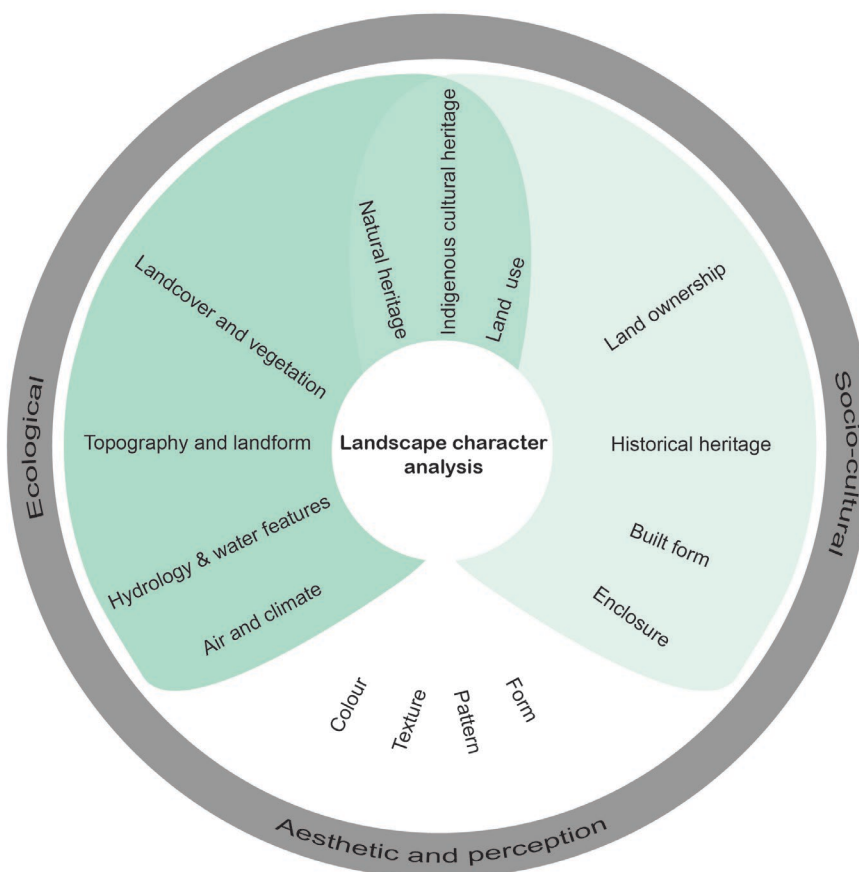 Indigenous cultural heritage
Natural heritage
Land use
Landcover and vegetation
Land ownership
Ecological
Topography and landform
Landscape character
analysis
Historical heritage
Socio-cultural
Hydrology & water features
Built form
Air and climate
Enclosure
Colour
Texture
Pattern
Form
Aesthetic and perception